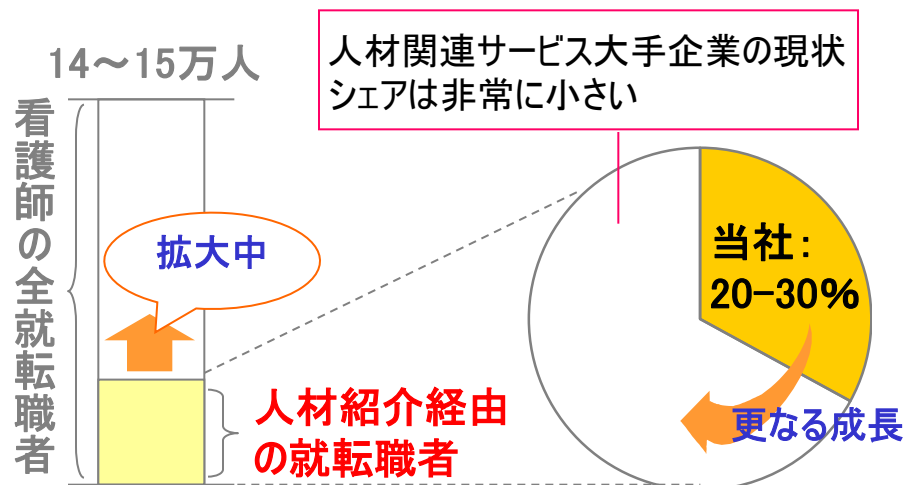 14～15万人
看護師の全就転職者
拡大中
人材紹介経由
の就転職者
人材関連サービス大手企業の現状
シェアは非常に小さい
当社：
20-30%
更なる成長